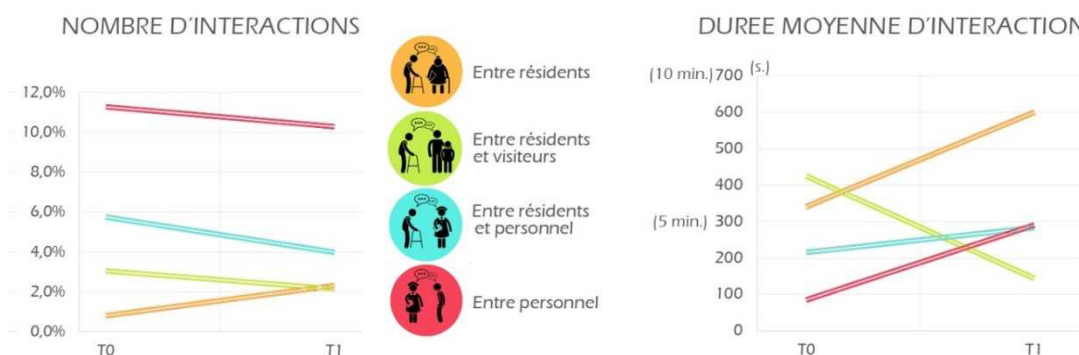 NOMBRE D'INTERACTIONS
12,0%
10,0%
8,0%
6,0%
4,0%
2,0%
0,0%
T0
T1
Entre résidents
Entre résidents
et visiteurs
Entre résidents
et personnel
Entre personnel
DUREE MOYENNE D'INTERACTION
(10 min.) 700 (s.)
600
500
400
(5 min.) 300
200
100
0
T0
T1